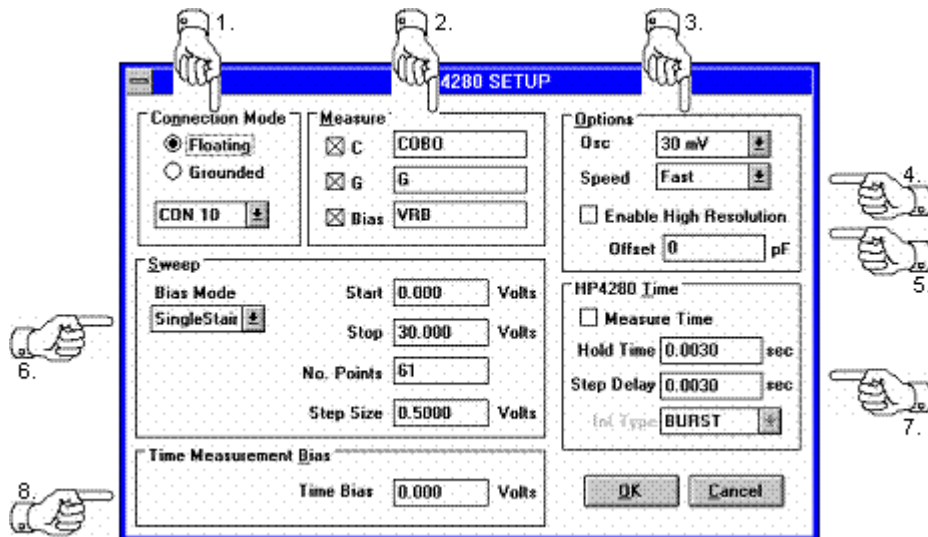 1.
2.
3.
4280 SETUP
Connection Mode
Floating
Grounded
CON 10
Measure
C COBO
G G
Bias VRB
Options
Osc 30 mV
Speed Fast
Enable High Resolution
Offset 0 pF
4.
5.
Sweep
Bias Mode
SingleStair
Start 0.000 Volts
Stop 30.000 Volts
No. Points 61
Step Size 0.5000 Volts
6.
HP4280 Time
Measure Time
Hold Time 0.0030 sec
Step Delay 0.0030 sec
Int Type BURST
7.
Time Measurement Bias
Time Bias 0.000 Volts
8.
OK Cancel